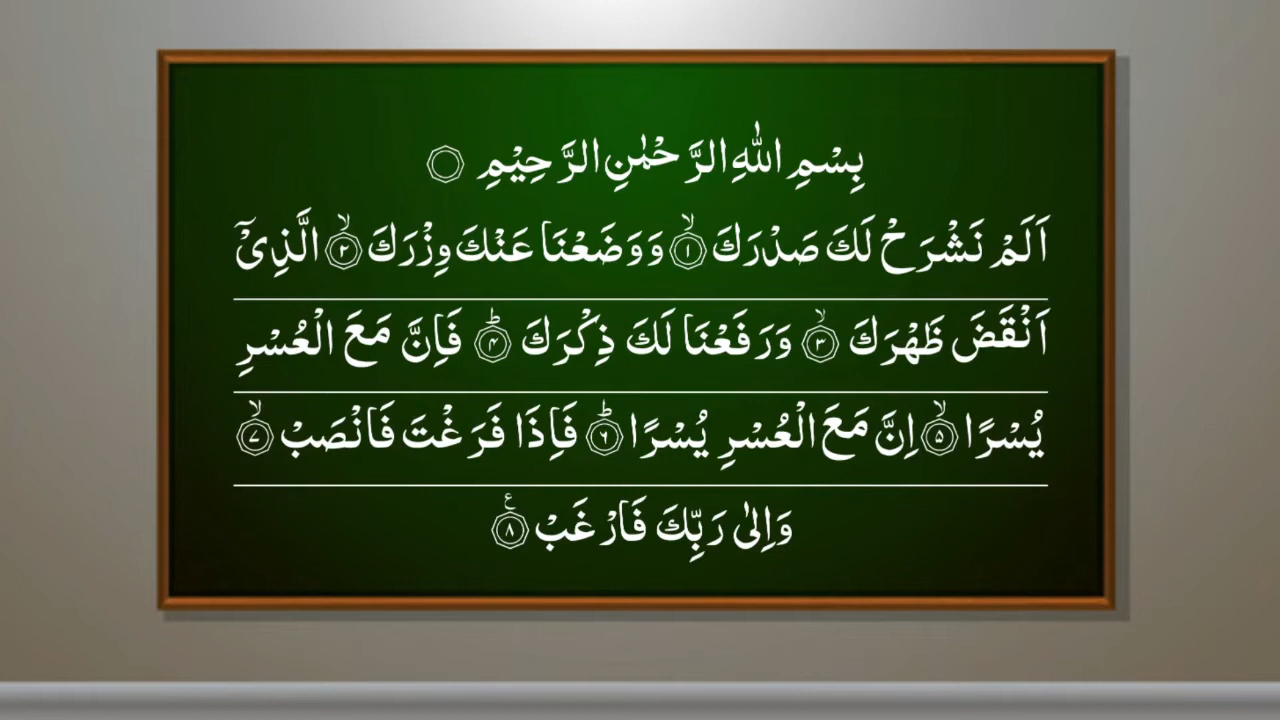 بِسْمِ اللّٰهِ الرَّحْمٰنِ الرَّحِيْمِ ۝
اَلَمْ نَشْرَحْ لَكَ صَدْرَكَ ۙ‏﴿۱﴾ وَوَضَعْنَا عَنْكَ وِزْرَكَ ۙ‏﴿۲﴾ الَّذِىْۤ
اَنْقَضَ ظَهْرَكَ ۙ‏﴿۳﴾ وَرَفَعْنَا لَكَ ذِكْرَكَ ؕ‏﴿۴﴾ فَاِنَّ مَعَ الْعُسْرِ
يُسْرًا ۙ‏﴿۵﴾ اِنَّ مَعَ الْعُسْرِ يُسْرًا ؕ‏﴿۶﴾ فَاِذَا فَرَغْتَ فَانْصَبْ ۙ‏﴿۷﴾
وَاِلٰى رَبِّكَ فَارْغَبْ ﴿۸﴾ ع